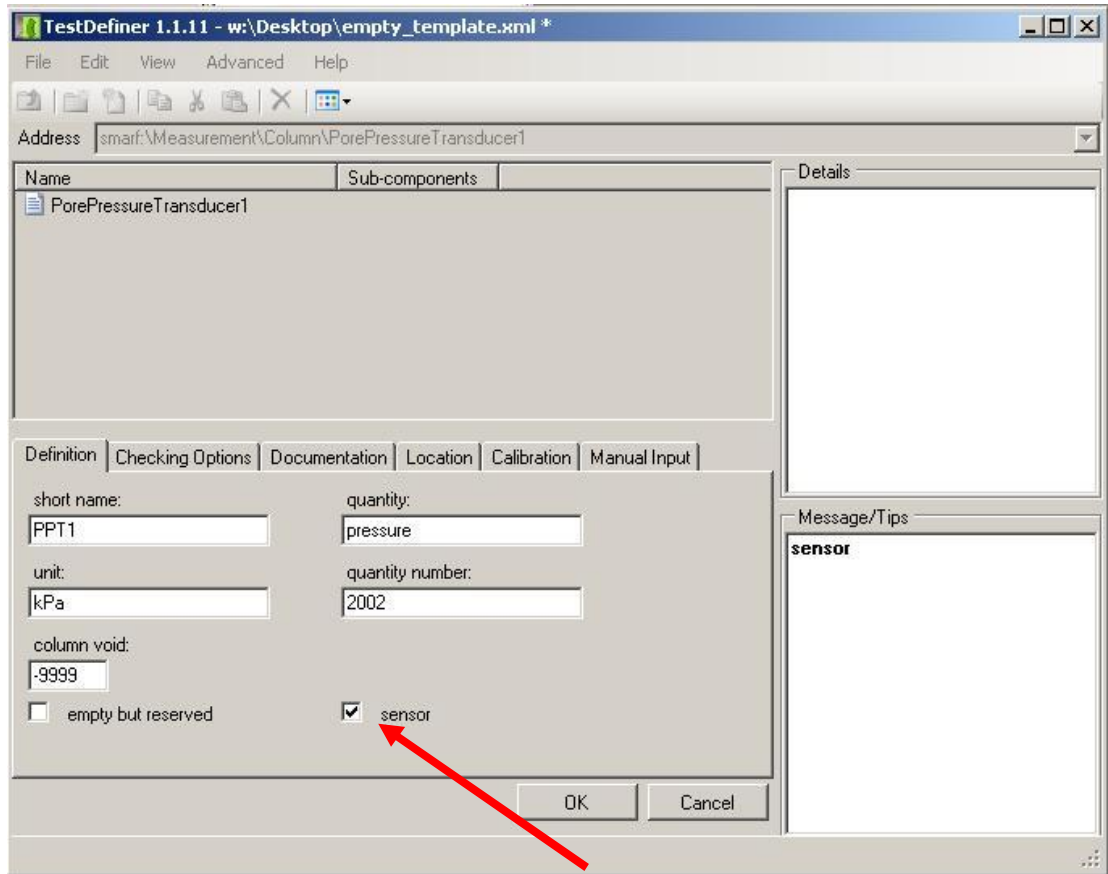 TestDefiner 1.1.11 - w:\Desktop\empty_template.xml *
File Edit View Advanced Help
Address smarf:\Measurement\Column\PorePressureTransducer1
Name Sub-components
PorePressureTransducer1
Details
Definition Checking Options Documentation Location Calibration Manual Input
short name: quantity:
PPT1 pressure
unit: quantity number:
kPa 2002
column void:
-9999
empty but reserved sensor
OK Cancel
Message/Tips
sensor